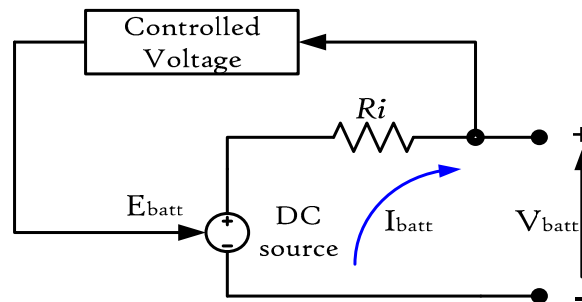 Controlled
Voltage
Ri
+
Ebatt
+
-
DC
source
Ibatt
Vbatt
-